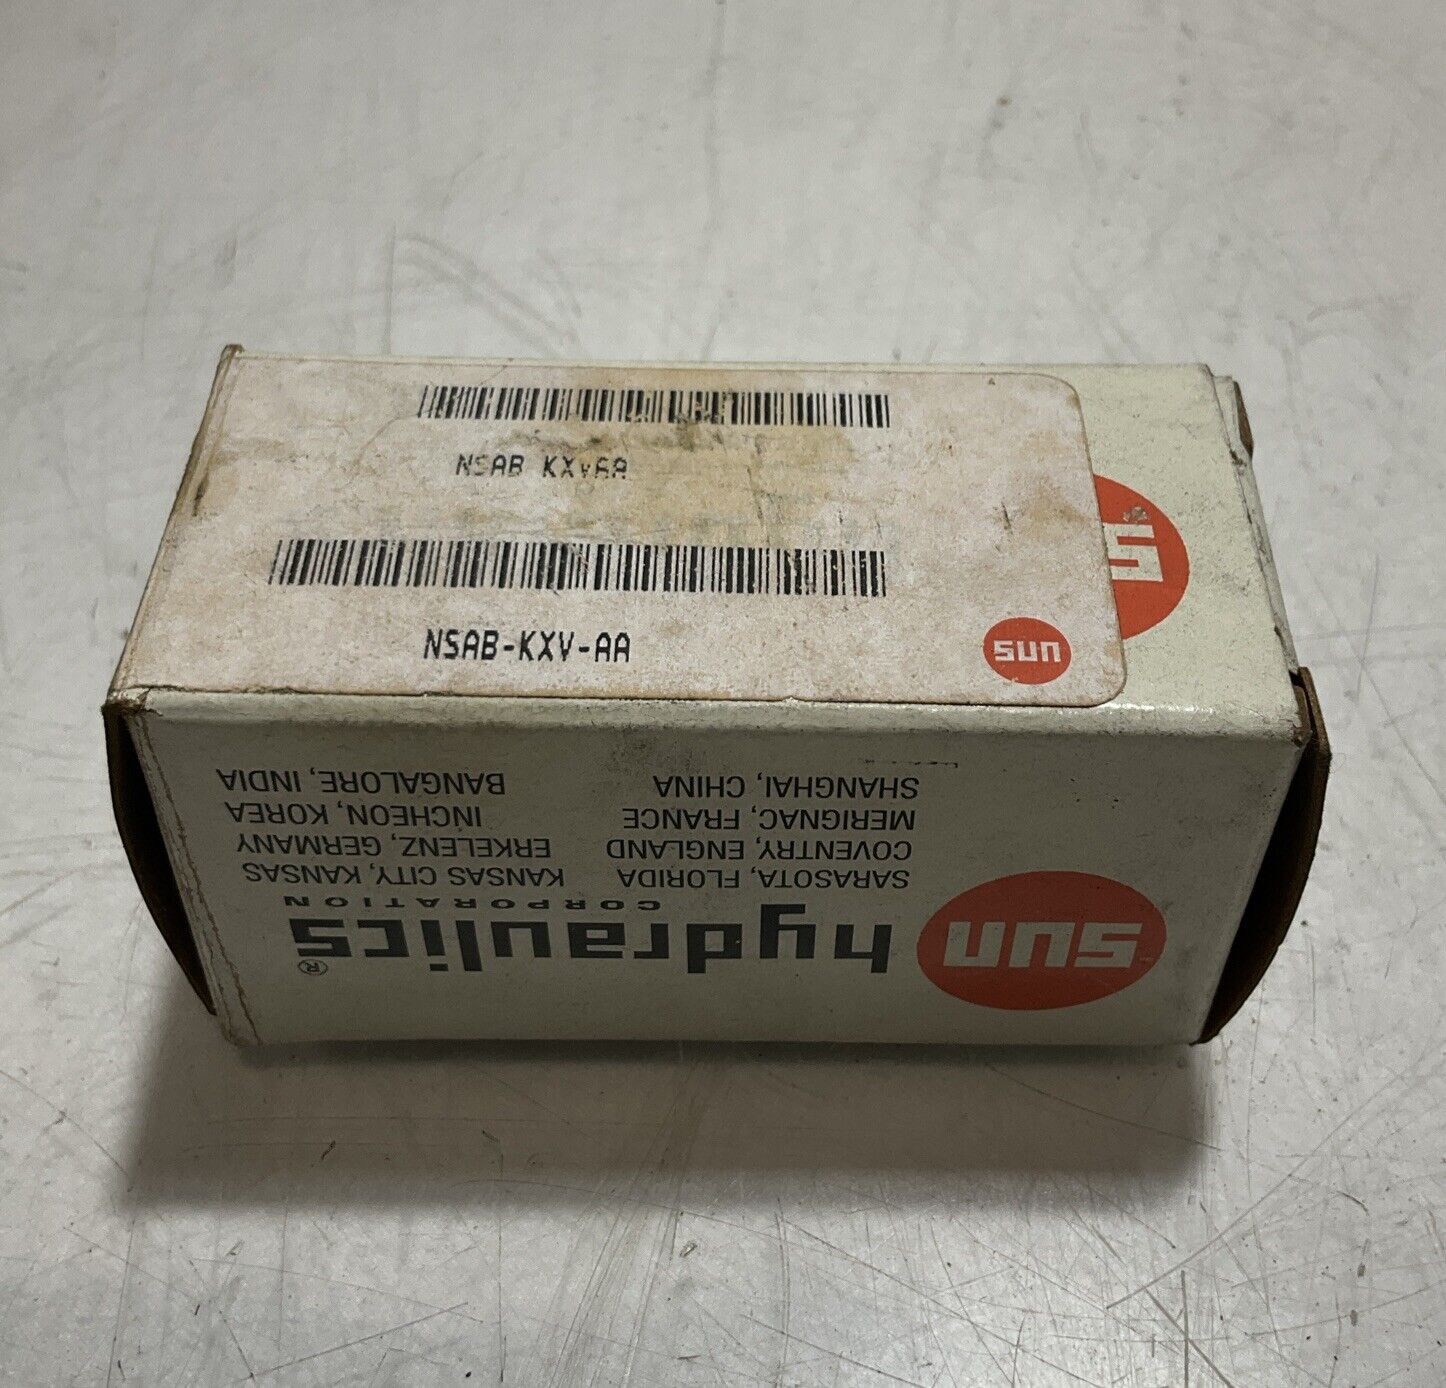 NSAB KXVAA
NSAB-KXV-AA
sun
s
sun hydraulics®
CORPORATION
SARASOTA, FLORIDA KANSAS CITY, KANSAS
COVENTRY, ENGLAND ERKELENZ, GERMANY
MERIGNAC, FRANCE INCHEON, KOREA
SHANGHAI, CHINA BANGALORE, INDIA